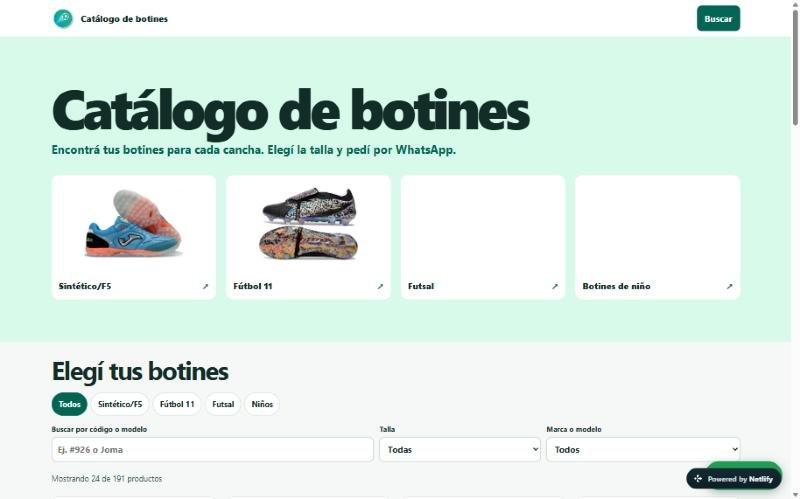 Catálogo de botines
Buscar
Catálogo de botines
Encontrá tus botines para cada cancha. Elegí la talla y pedí por WhatsApp.
Sintético/F5 ↗
Fútbol 11 ↗
Futsal ↗
Botines de niño ↗
Elegí tus botines
Todos
Sintético/F5
Fútbol 11
Futsal
Niños
Buscar por código o modelo
Talla
Marca o modelo
Ej. #926 o Joma
Todas
Todos
Mostrando 24 de 191 productos
Powered by Netlify